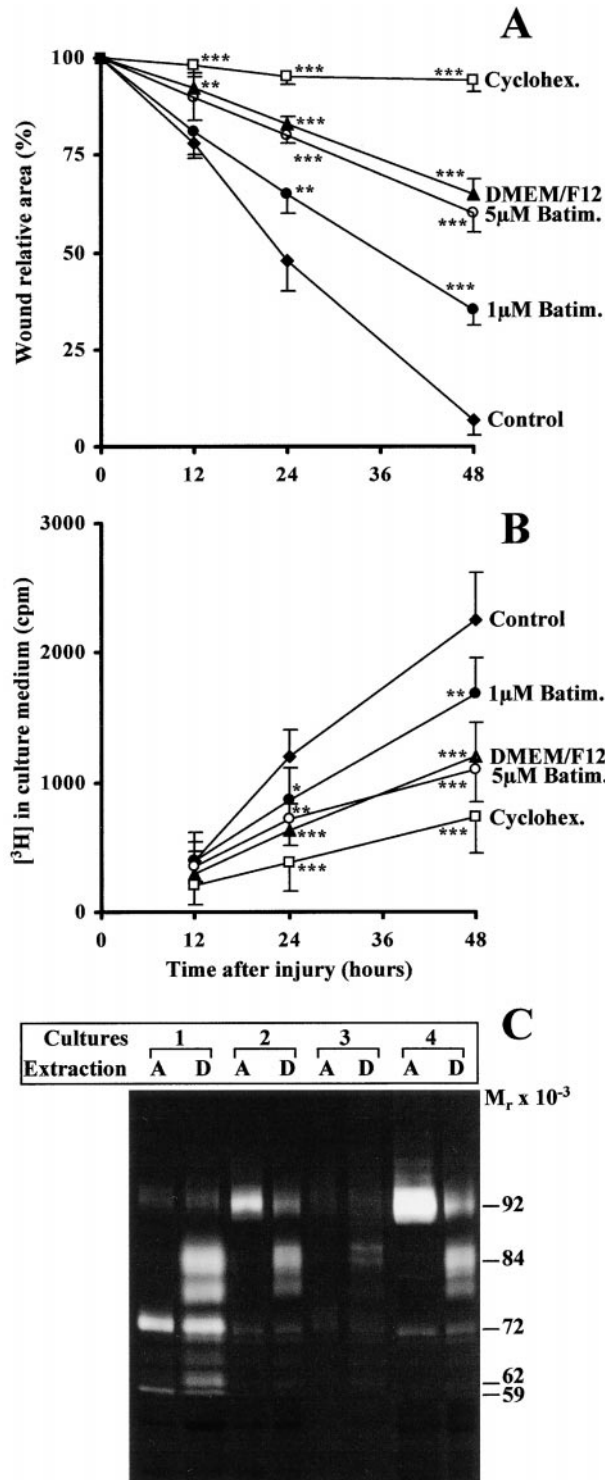 A
Wound relative area (%)
100
75
50
25
0
*** *** *** Cyclohex.
** *** *** DMEM/F12
*** *** 5µM Batim.
** *** 1µM Batim.
Control
0 12 24 36 48
B
[³H] in culture medium (cpm)
3000
2000
1000
0
Control
** 1µM Batim.
*** DMEM/F12
*** 5µM Batim.
*** Cyclohex.
*
**
***
***
0 12 24 36 48
Time after injury (hours)
C
Cultures 1 2 3 4
Extraction A D A D A D A D
Mᵣ x 10⁻³
92
84
72
62
59